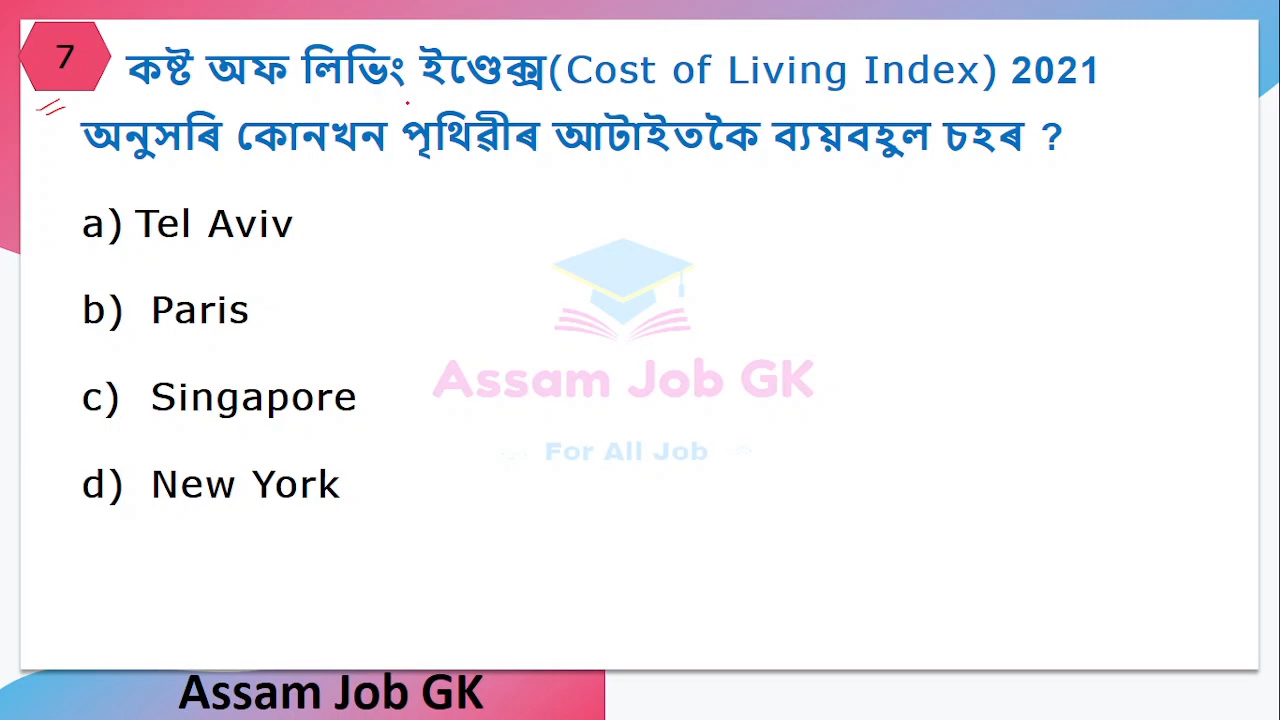 7
কষ্ট অফ লিভিং ইণ্ডেক্স(Cost of Living Index) 2021
অনুসৰি কোনখন পৃথিৱীৰ আটাইতকৈ ব্যয়বহুল চহৰ ?
a) Tel Aviv
b) Paris
c) Singapore
d) New York
Assam Job GK
For All Job
Assam Job GK